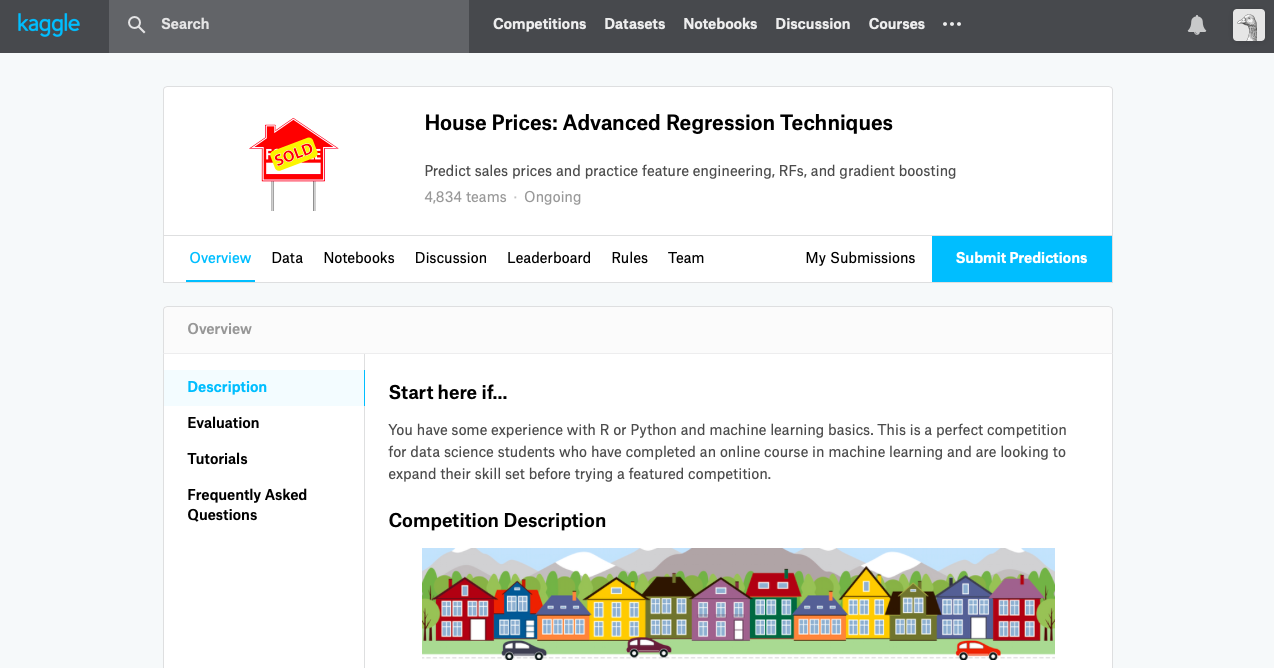 kaggle
Search
Competitions Datasets Notebooks Discussion Courses
SOLD
House Prices: Advanced Regression Techniques
Predict sales prices and practice feature engineering, RFs, and gradient boosting
4,834 teams · Ongoing
Overview Data Notebooks Discussion Leaderboard Rules Team My Submissions Submit Predictions
Overview
Description
Evaluation
Tutorials
Frequently Asked
Questions
Start here if...
You have some experience with R or Python and machine learning basics. This is a perfect competition
for data science students who have completed an online course in machine learning and are looking to
expand their skill set before trying a featured competition.
Competition Description